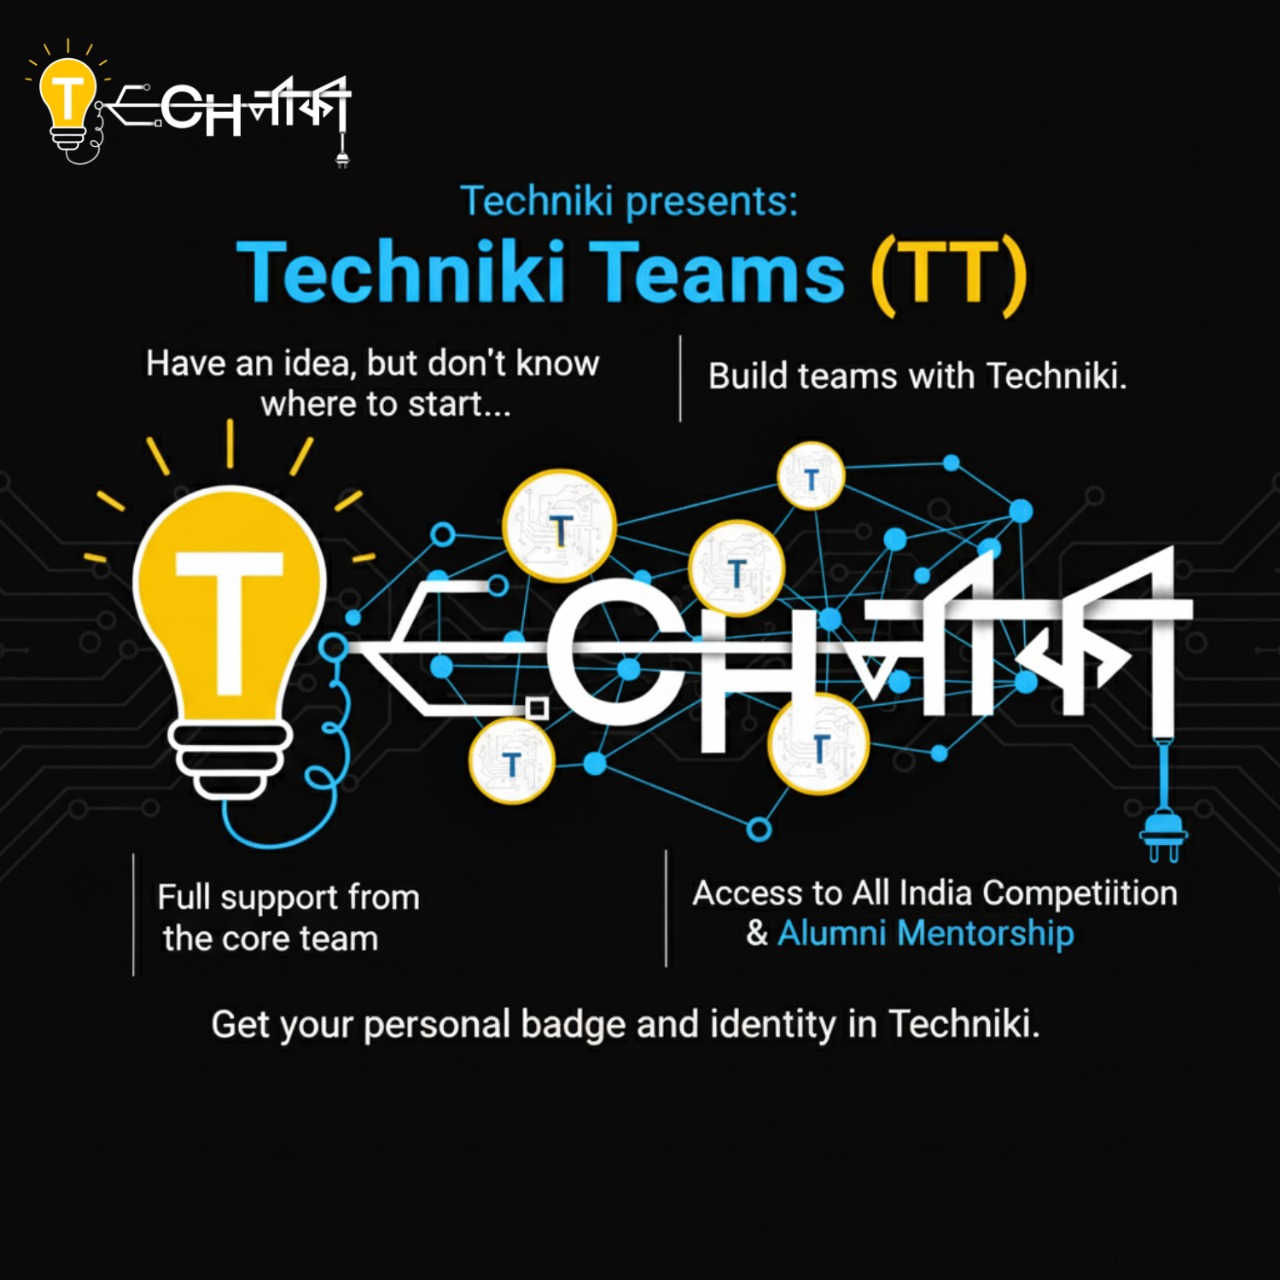 TECHनीकी
Techniki presents:
Techniki Teams (TT)
Have an idea, but don't know
where to start...
Build teams with Techniki.
T
T
T
TECHनीकी
T
T
Full support from
the core team
Access to All India Competiition
& Alumni Mentorship
Get your personal badge and identity in Techniki.